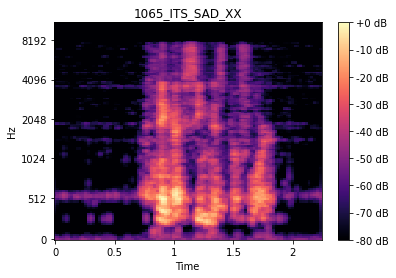 1065_ITS_SAD_XX
+0 dB
8192
-10 dB
4096
-20 dB
-30 dB
2048
Hz
-40 dB
1024
-50 dB
512
-60 dB
-70 dB
0
-80 dB
0 0.5 1 1.5 2
Time